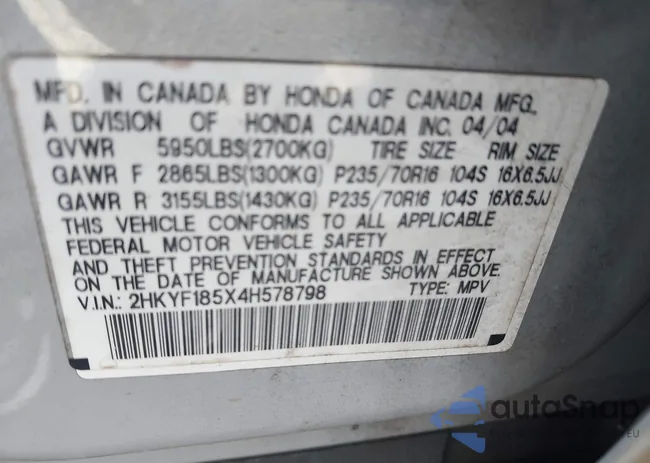 MFD. IN CANADA BY HONDA OF CANADA MFG.,
A DIVISION OF HONDA CANADA INC. 04/04
GVWR 5950LBS(2700KG) TIRE SIZE RIM SIZE
GAWR F 2865LBS(1300KG) P235/70R16 104S 16X6.5JJ
GAWR R 3155LBS(1430KG) P235/70R16 104S 16X6.5JJ
THIS VEHICLE CONFORMS TO ALL APPLICABLE
FEDERAL MOTOR VEHICLE SAFETY
AND THEFT PREVENTION STANDARDS IN EFFECT
ON THE DATE OF MANUFACTURE SHOWN ABOVE.
V.I.N.: 2HKYF185X4H578798 TYPE: MPV
autoSnap